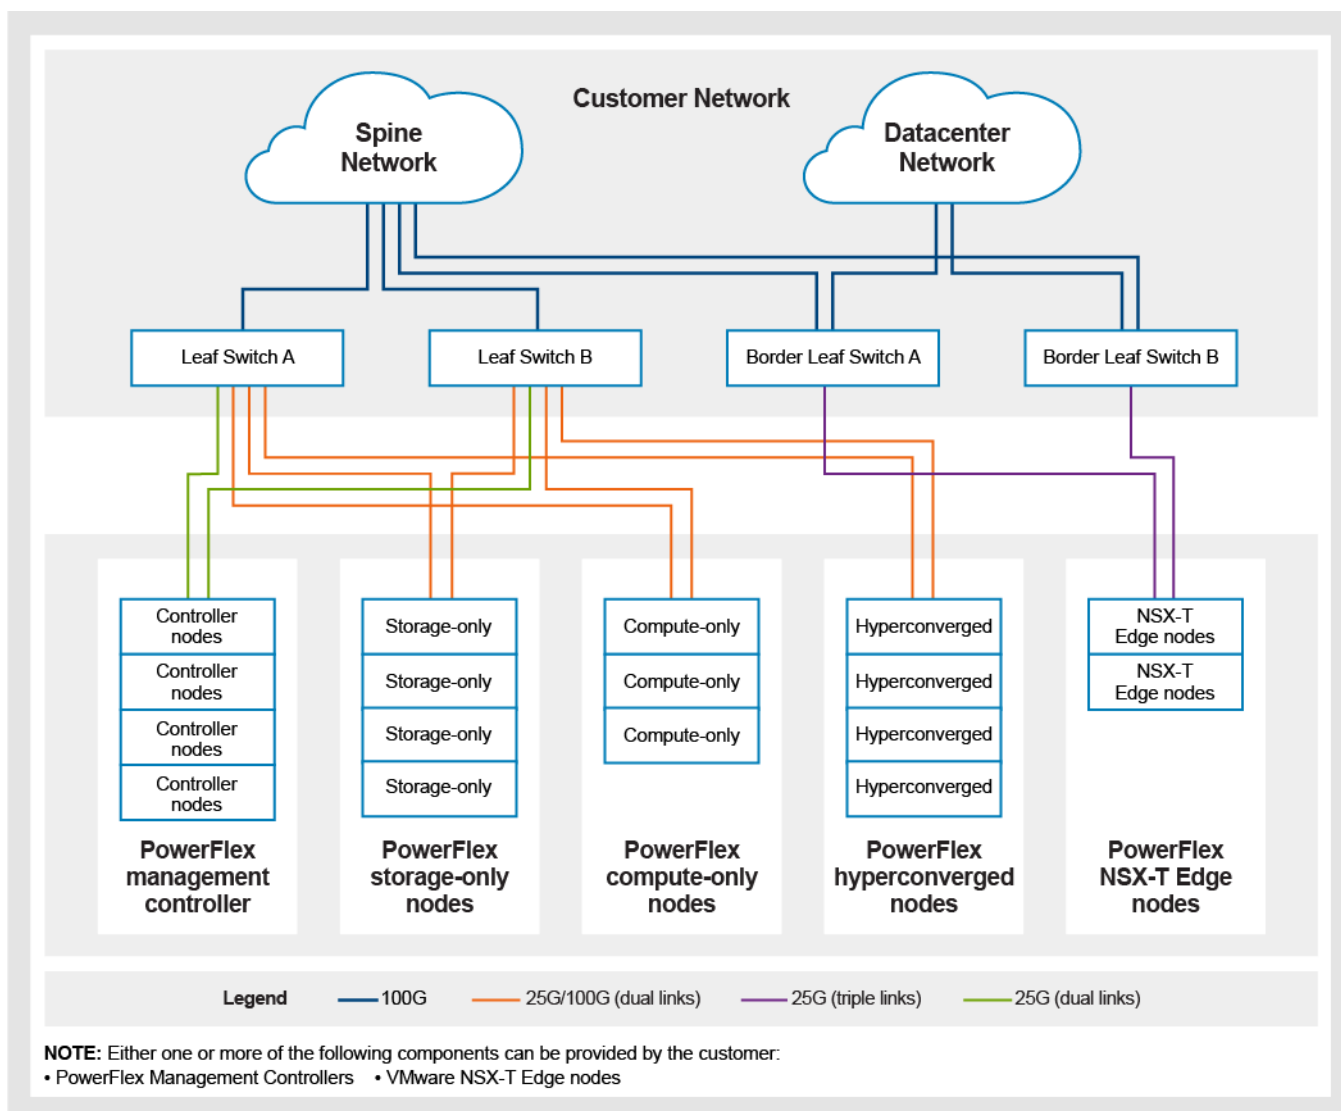 Customer Network
Spine
Network
Datacenter
Network
Leaf Switch A
Leaf Switch B
Border Leaf Switch A
Border Leaf Switch B
Controller
nodes
Controller
nodes
Controller
nodes
Controller
nodes
PowerFlex
management
controller
Storage-only
Storage-only
Storage-only
Storage-only
PowerFlex
storage-only
nodes
Compute-only
Compute-only
Compute-only
PowerFlex
compute-only
nodes
Hyperconverged
Hyperconverged
Hyperconverged
Hyperconverged
PowerFlex
hyperconverged
nodes
NSX-T
Edge nodes
NSX-T
Edge nodes
PowerFlex
NSX-T Edge
nodes
Legend 100G 25G/100G (dual links) 25G (triple links) 25G (dual links)
NOTE: Either one or more of the following components can be provided by the customer:
• PowerFlex Management Controllers • VMware NSX-T Edge nodes